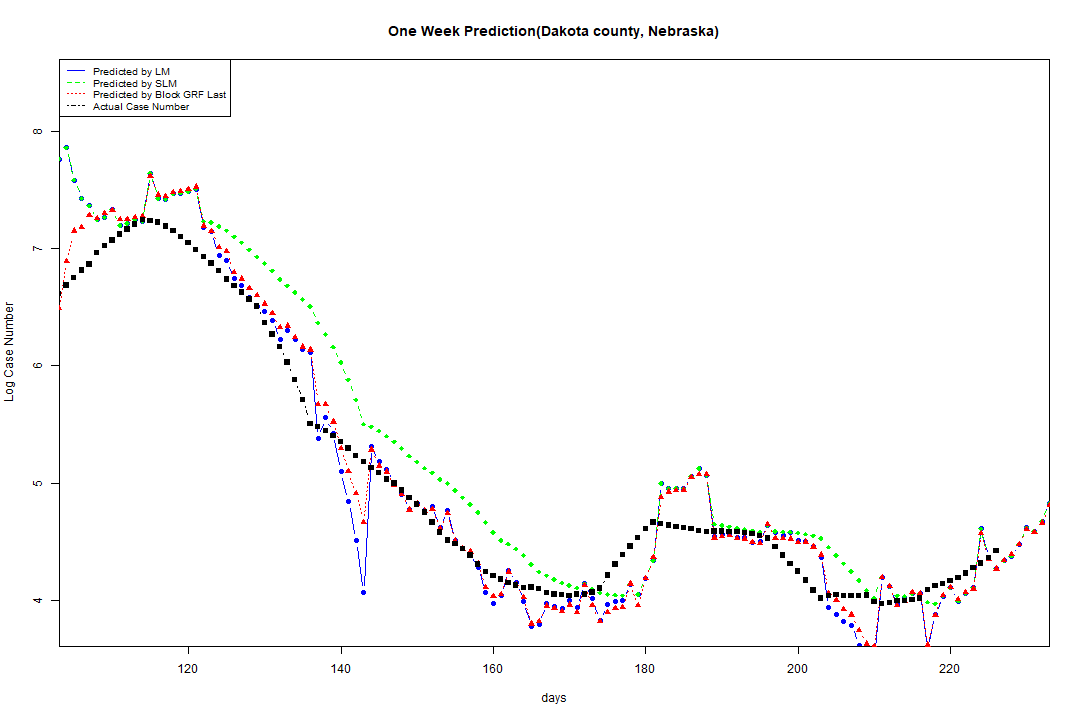 One Week Prediction(Dakota county, Nebraska)
Predicted by LM
Predicted by SLM
Predicted by Block GRF Last
Actual Case Number
8
7
6
5
4
Log Case Number
120 140 160 180 200 220
days